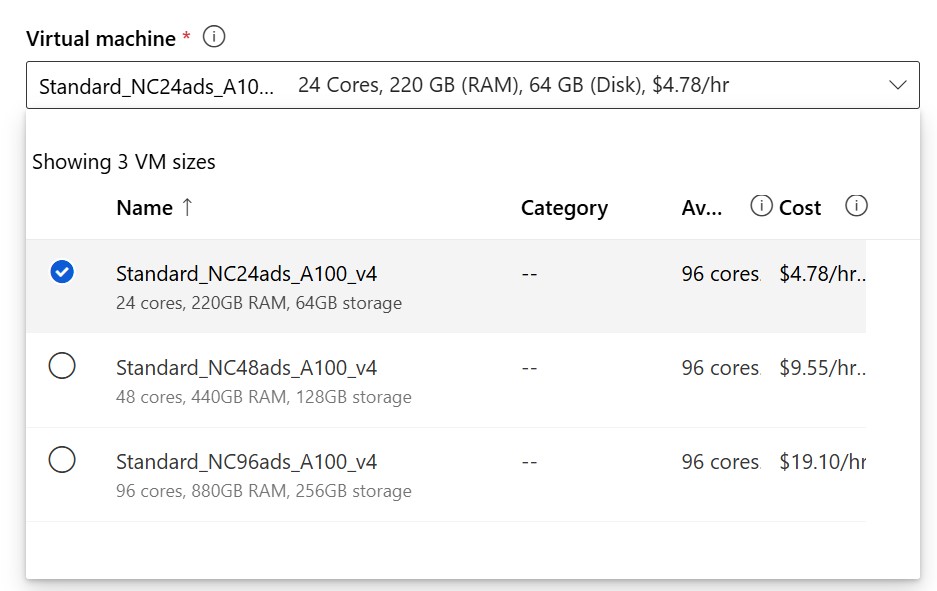 Virtual machine *
Standard_NC24ads_A10... 24 Cores, 220 GB (RAM), 64 GB (Disk), $4.78/hr
Showing 3 VM sizes
Name ↑ Category Av... Cost
Standard_NC24ads_A100_v4 -- 96 cores. $4.78/hr..
24 cores, 220GB RAM, 64GB storage
Standard_NC48ads_A100_v4 -- 96 cores. $9.55/hr..
48 cores, 440GB RAM, 128GB storage
Standard_NC96ads_A100_v4 -- 96 cores. $19.10/hr
96 cores, 880GB RAM, 256GB storage